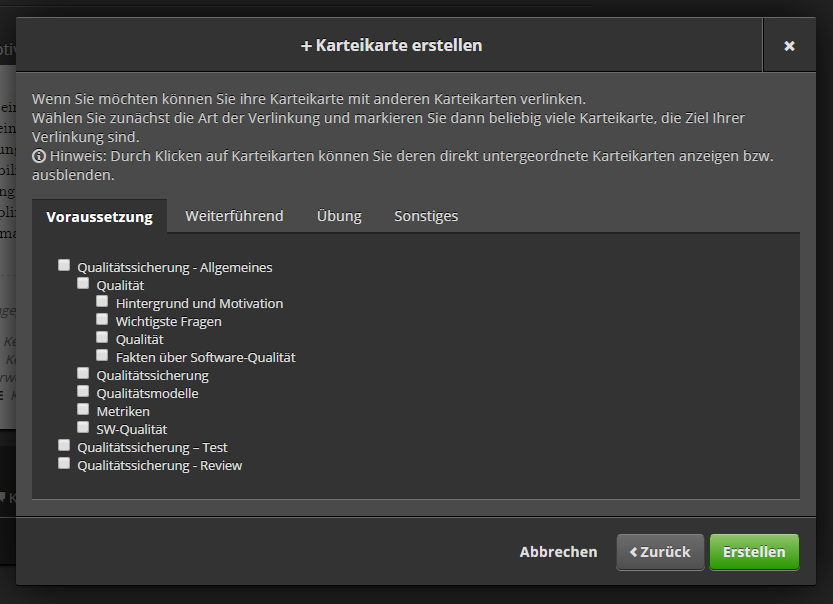 + Karteikarte erstellen
Wenn Sie möchten können Sie ihre Karteikarte mit anderen Karteikarten verlinken.
Wählen Sie zunächst die Art der Verlinkung und markieren Sie dann beliebig viele Karteikarte, die Ziel Ihrer
Verlinkung sind.
Hinweis: Durch Klicken auf Karteikarten können Sie deren direkt untergeordnete Karteikarten anzeigen bzw.
ausblenden.
Voraussetzung Weiterführend Übung Sonstiges
Qualitätssicherung - Allgemeines
Qualität
Hintergrund und Motivation
Wichtigste Fragen
Qualität
Fakten über Software-Qualität
Qualitätssicherung
Qualitätsmodelle
Metriken
SW-Qualität
Qualitätssicherung – Test
Qualitätssicherung - Review
Abbrechen Zurück Erstellen